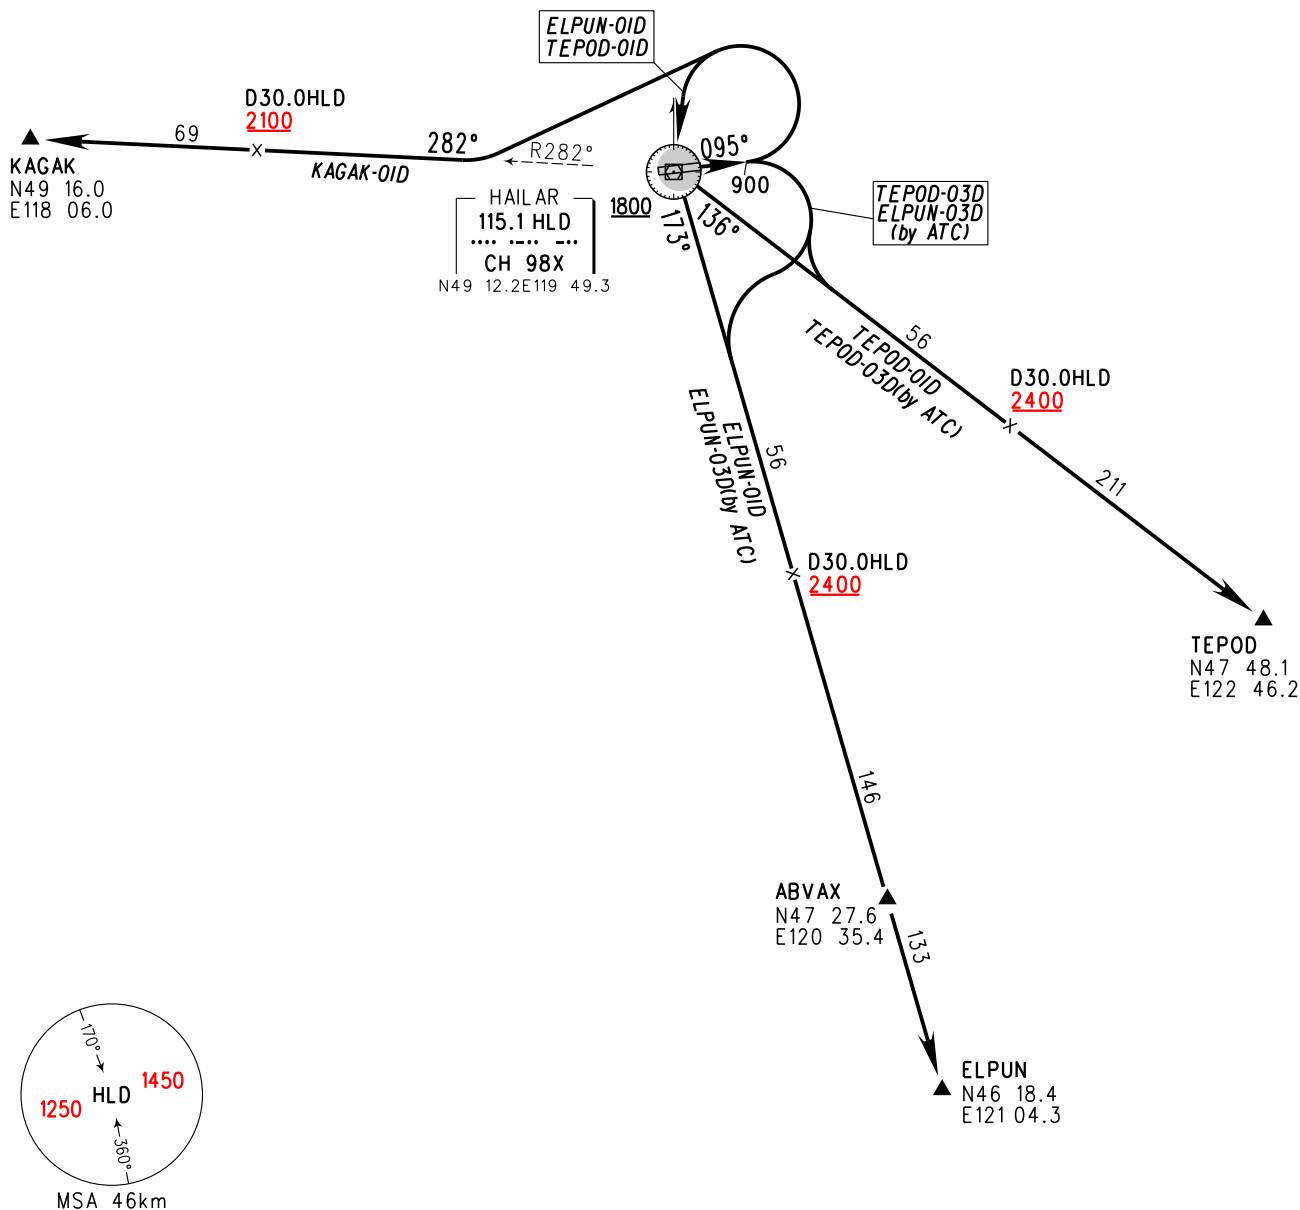 ELPUN-01D
TEPOD-01D
D30.0HLD
2100
69
282°
R282°
KAGAK-01D
KAGAK
N49 16.0
E118 06.0
095°
900
HAILAR
115.1 HLD
CH 98X
N49 12.2E119 49.3
1800
173°
136°
TEPOD-03D
ELPUN-03D
(by ATC)
56
TEPOD-01D
TEPOD-03D(by ATC)
D30.0HLD
2400
211
TEPOD
N47 48.1
E122 46.2
ELPUN-01D
ELPUN-03D(by ATC)
56
D30.0HLD
2400
146
ABVAX
N47 27.6
E120 35.4
133
ELPUN
N46 18.4
E121 04.3
170°
HLD
1450
1250
360°
MSA 46km